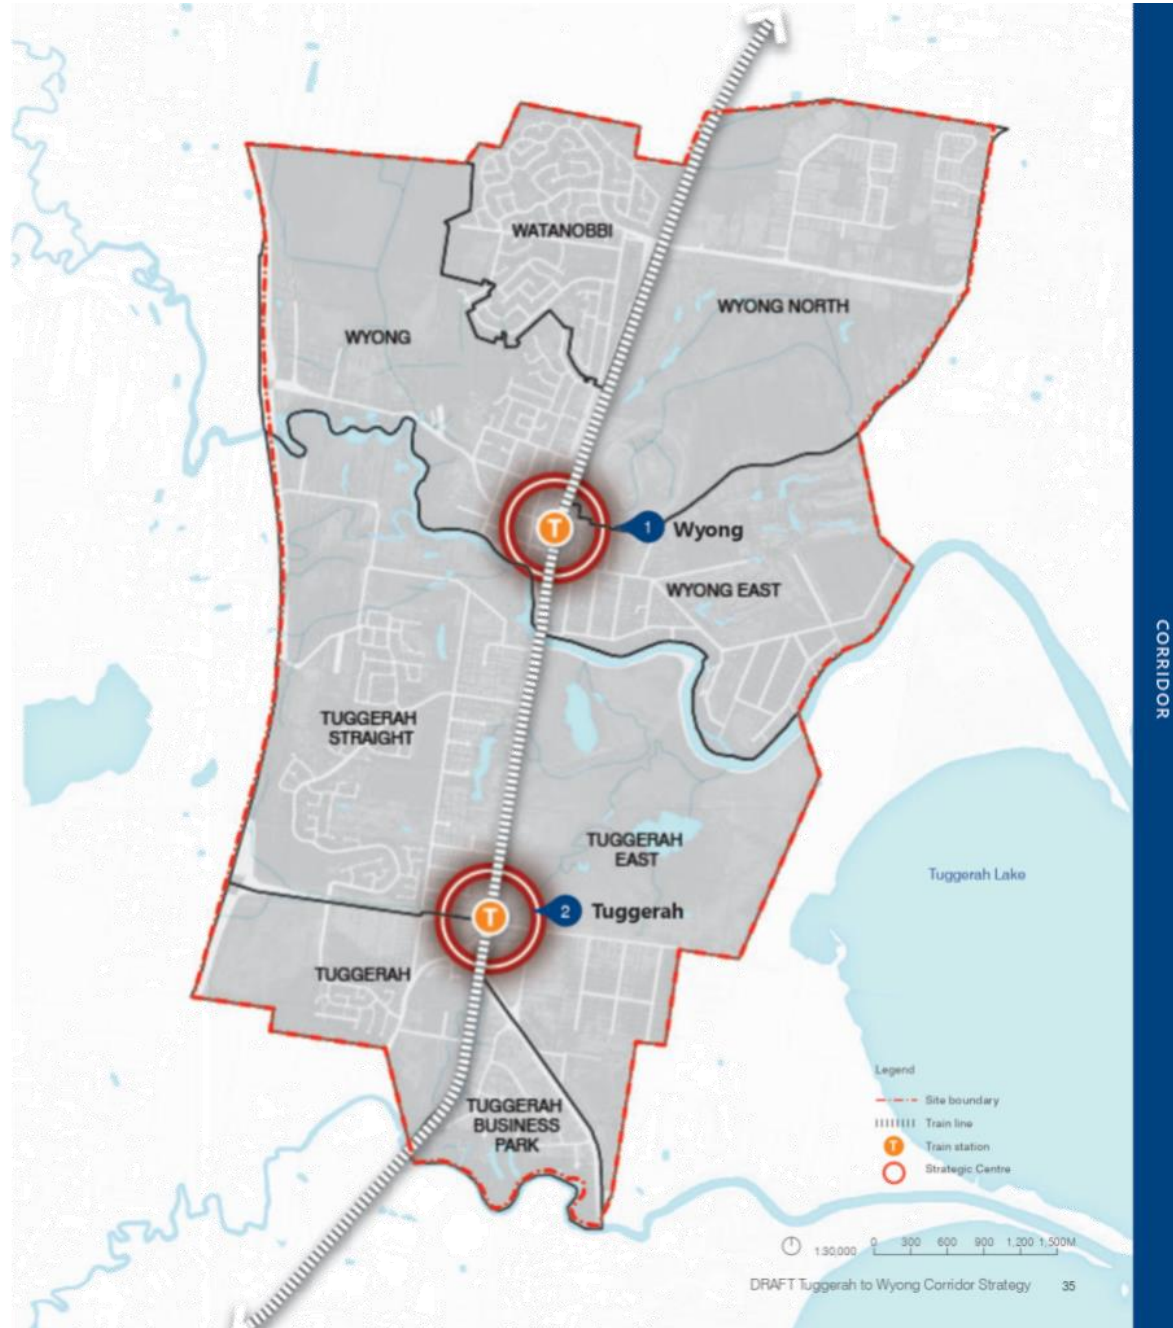 WATANOBBI
WYONG NORTH
WYONG
T
1
Wyong
WYONG EAST
TUGGERAH
STRAIGHT
TUGGERAH
EAST
Tuggerah Lake
T
2
Tuggerah
TUGGERAH
TUGGERAH
BUSINESS
PARK
CORRIDOR
Legend
Site boundary
Train line
T
Train station
Strategic Centre
1:30,000
0 300 600 900 1,200 1,500M
DRAFT Tuggerah to Wyong Corridor Strategy 35